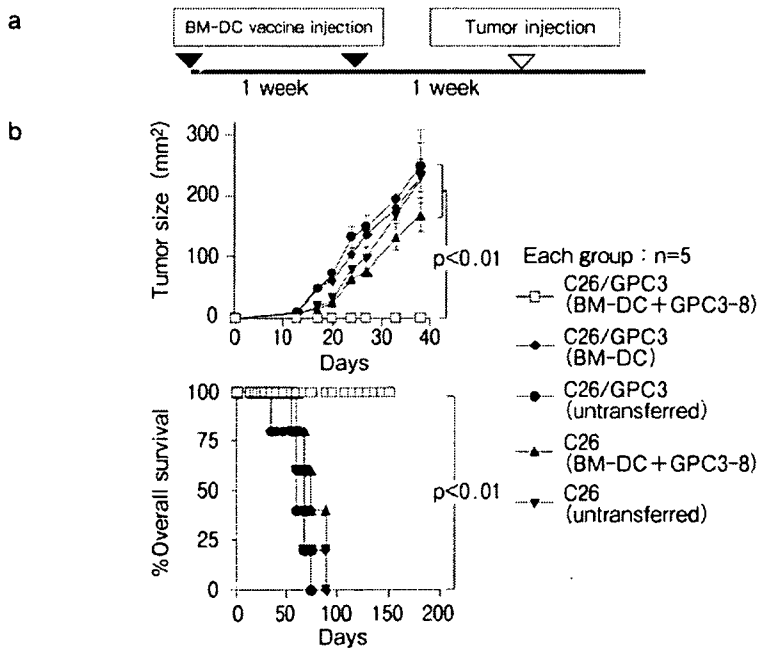 a
BM-DC vaccine injection
Tumor injection
1 week
1 week
b
Tumor size (mm²)
300
200
100
0
0 10 20 30 40
Days
p<0.01
Each group : n=5
C26/GPC3
(BM-DC+GPC3-8)
C26/GPC3
(BM-DC)
C26/GPC3
(untransferred)
C26
(BM-DC+GPC3-8)
C26
(untransferred)
%Overall survival
100
75
50
25
0
0 50 100 150 200
Days
p<0.01